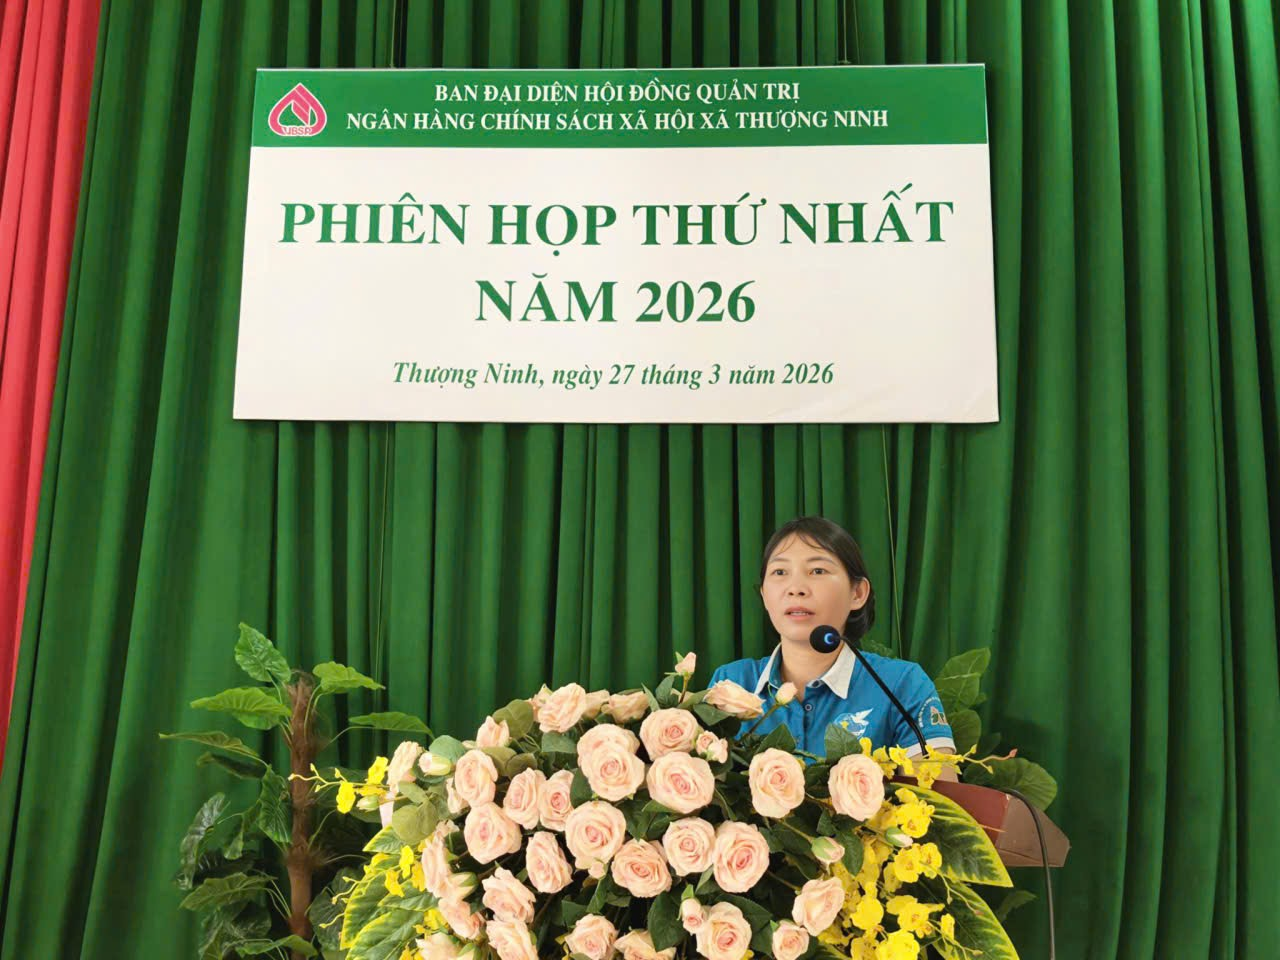 BAN ĐẠI DIỆN HỘI ĐỒNG QUẢN TRỊ
NGÂN HÀNG CHÍNH SÁCH XÃ HỘI XÃ THƯỢNG NINH
VBSP
PHIÊN HỌP THỨ NHẤT
NĂM 2026
Thượng Ninh, ngày 27 tháng 3 năm 2026